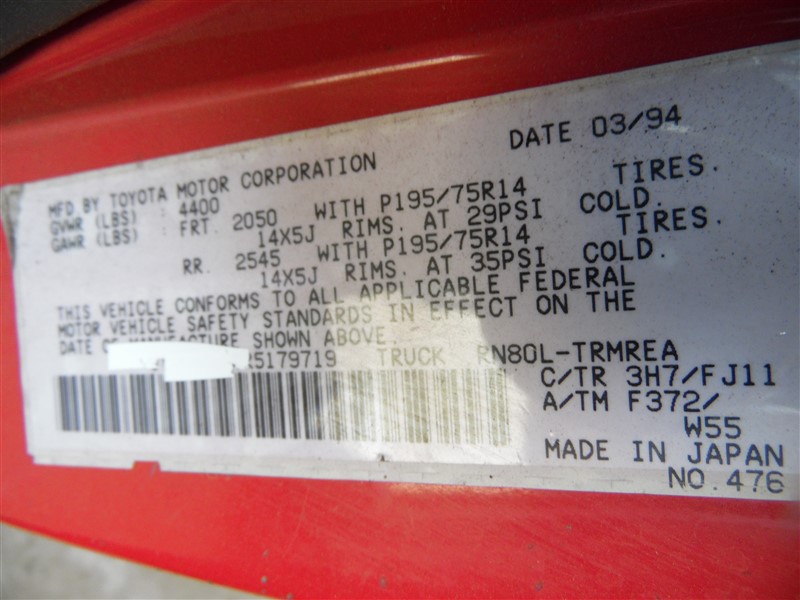 DATE 03/94
MFD BY TOYOTA MOTOR CORPORATION
GVWR (LBS) : 4400
GAWR (LBS) : FRT. 2050 WITH P195/75R14 TIRES.
14X5J RIMS. AT 29PSI COLD.
RR. 2545 WITH P195/75R14 TIRES.
14X5J RIMS. AT 35PSI COLD.
THIS VEHICLE CONFORMS TO ALL APPLICABLE FEDERAL
MOTOR VEHICLE SAFETY STANDARDS IN EFFECT ON THE
DATE OF MANUFACTURE SHOWN ABOVE.
R5179719 TRUCK RN80L-TRMREA
C/TR 3H7/FJ11
A/TM F372/
W55
MADE IN JAPAN
NO.476